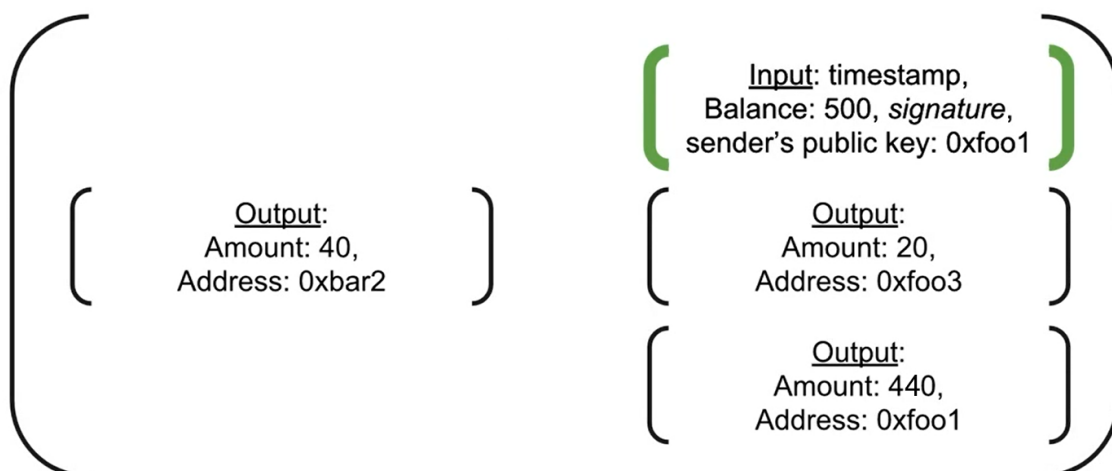 Input: timestamp,
Balance: 500, signature,
sender's public key: 0xfoo1
Output:
Amount: 40,
Address: 0xbar2
Output:
Amount: 20,
Address: 0xfoo3
Output:
Amount: 440,
Address: 0xfoo1